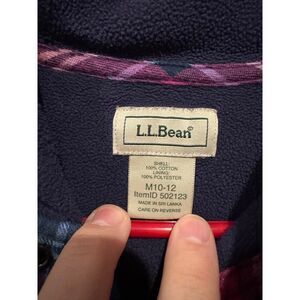 L.L.Bean®
SHELL:
100% COTTON
LINING:
100% POLYESTER
M10-12
ItemID 502123
MADE IN SRI LANKA
CARE ON REVERSE